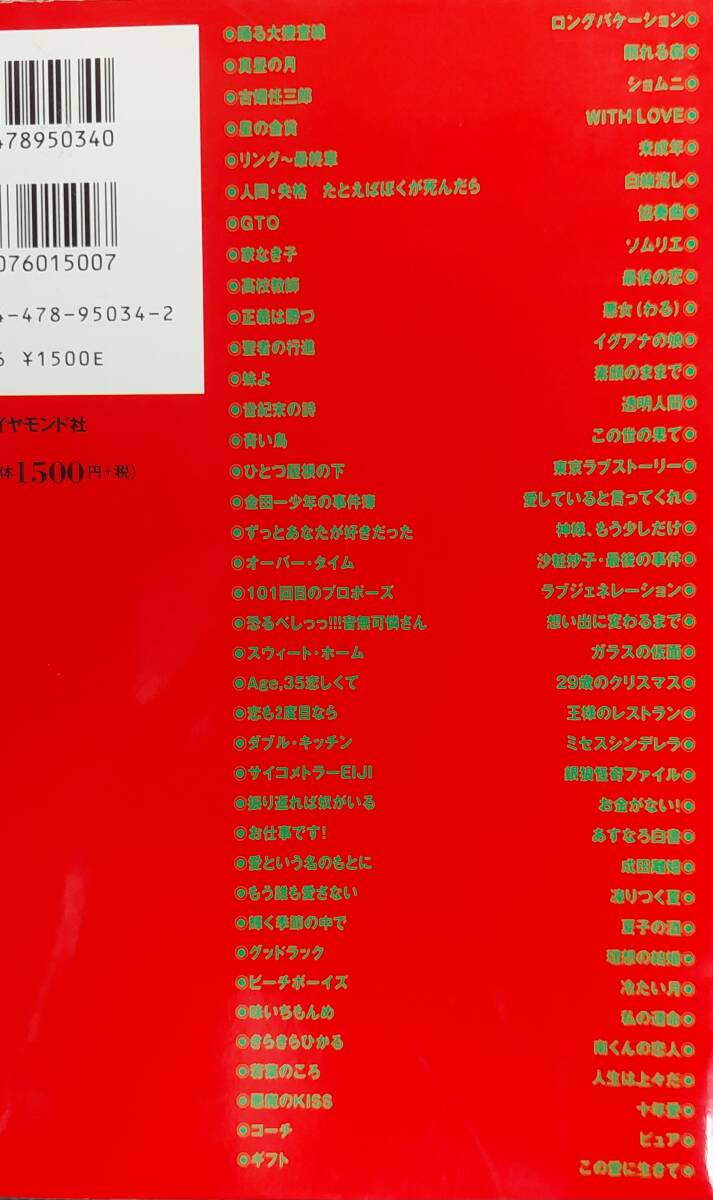 478950340
076015007
4-478-95034-2
6 ¥1500E
イヤモンド社
体1500円+税)
◎踊る大捜査線
◎真昼の月
◎古畑任三郎
◎星の金貨
◎リング〜最終章
◎人間・失格 たとえばぼくが死んだら
◎GTO
◎家なき子
◎高校教師
◎正義は勝つ
◎聖者の行進
◎妹よ
◎世紀末の詩
◎青い鳥
◎ひとつ屋根の下
◎金田一少年の事件簿
◎ずっとあなたが好きだった
◎オーバー・タイム
◎101回目のプロポーズ
◎恐るべしっっ!!!音無可憐さん
◎スウィート・ホーム
◎Age,35恋しくて
◎恋も2度目なら
◎ダブル・キッチン
◎サイコメトラーEIJI
◎振り返れば奴がいる
◎お仕事です!
◎愛という名のもとに
◎もう誰も愛さない
◎輝く季節の中で
◎グッドラック
◎ビーチボーイズ
◎味いちもんめ
◎きらきらひかる
◎若葉のころ
◎悪魔のKISS
◎コーチ
◎ギフト
ロングバケーション◎
眠れる森◎
ショムニ◎
WITH LOVE◎
未成年◎
白線流し◎
協奏曲◎
ソムリエ◎
最後の恋◎
悪女(わる)◎
イグアナの娘◎
素顔のままで◎
透明人間◎
この世の果て◎
東京ラブストーリー◎
愛していると言ってくれ◎
神様、もう少しだけ◎
沙粧妙子・最後の事件◎
ラブジェネレーション◎
想い出に変わるまで◎
ガラスの仮面◎
29歳のクリスマス◎
王様のレストラン◎
ミセスシンデレラ◎
銀狼怪奇ファイル◎
お金がない!◎
あすなろ白書◎
成田離婚◎
凍りつく夏◎
夏子の酒◎
理想の結婚◎
冷たい月◎
私の運命◎
南くんの恋人◎
人生は上々だ◎
十年愛◎
ピュア◎
この愛に生きて◎